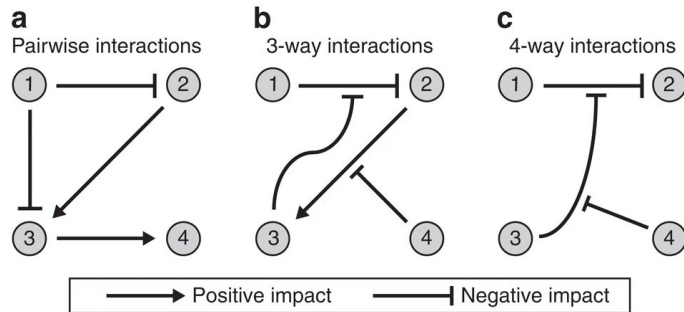 a
Pairwise interactions
1
2
3
4
b
3-way interactions
1
2
3
4
c
4-way interactions
1
2
3
4
Positive impact
Negative impact